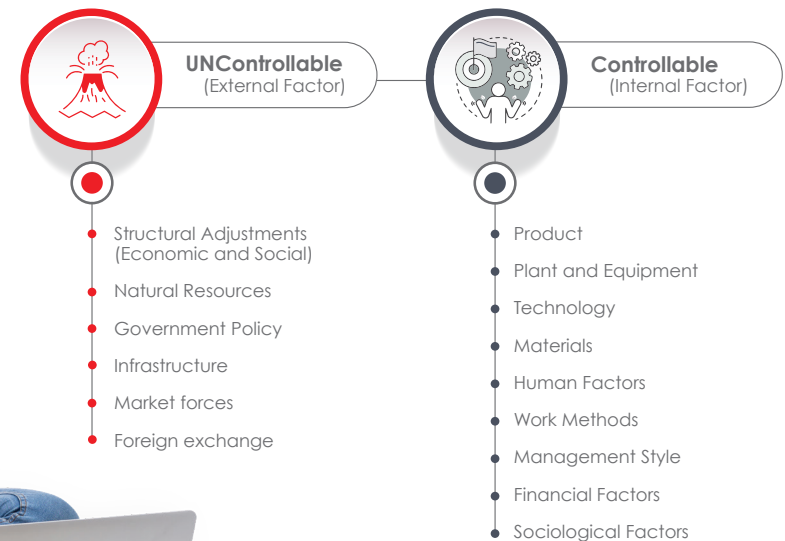 UNControllable
(External Factor)
Structural Adjustments
(Economic and Social)
Natural Resources
Government Policy
Infrastructure
Market forces
Foreign exchange
Controllable
(Internal Factor)
Product
Plant and Equipment
Technology
Materials
Human Factors
Work Methods
Management Style
Financial Factors
Sociological Factors